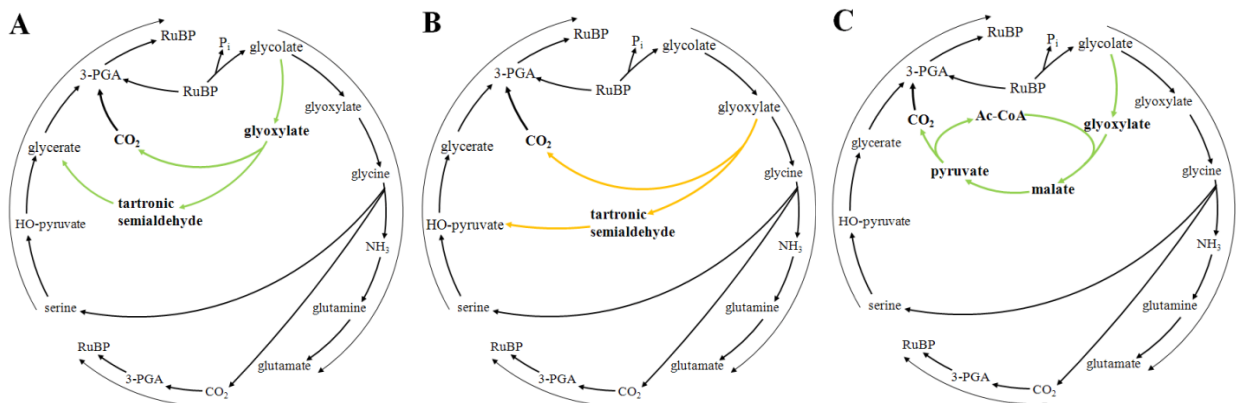 A
RuBP
Pi
glycolate
3-PGA
RuBP
glyoxylate
glyoxylate
CO2
glycerate
glycine
tartronic
semialdehyde
HO-pyruvate
NH3
serine
glutamine
RuBP
glutamate
3-PGA
CO2
B
RuBP
Pi
glycolate
3-PGA
RuBP
glyoxylate
CO2
glycerate
glycine
tartronic
semialdehyde
HO-pyruvate
NH3
serine
glutamine
RuBP
glutamate
3-PGA
CO2
C
RuBP
Pi
glycolate
3-PGA
RuBP
glyoxylate
CO2
Ac-CoA
glyoxylate
glycerate
pyruvate
glycine
malate
HO-pyruvate
NH3
serine
glutamine
RuBP
glutamate
3-PGA
CO2